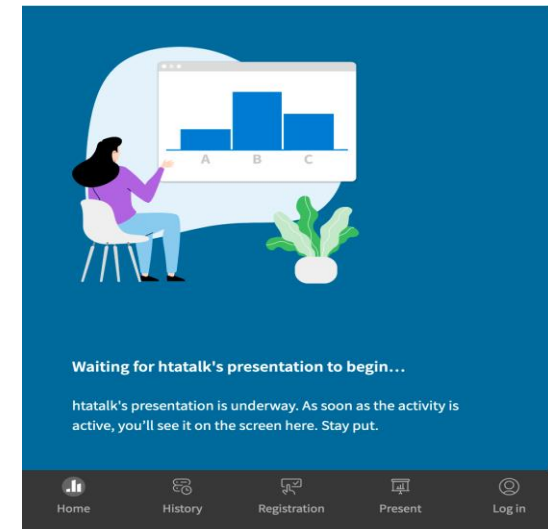 A B C
Waiting for htatalk's presentation to begin...
htatalk's presentation is underway. As soon as the activity is
active, you'll see it on the screen here. Stay put.
Home History Registration Present Log in